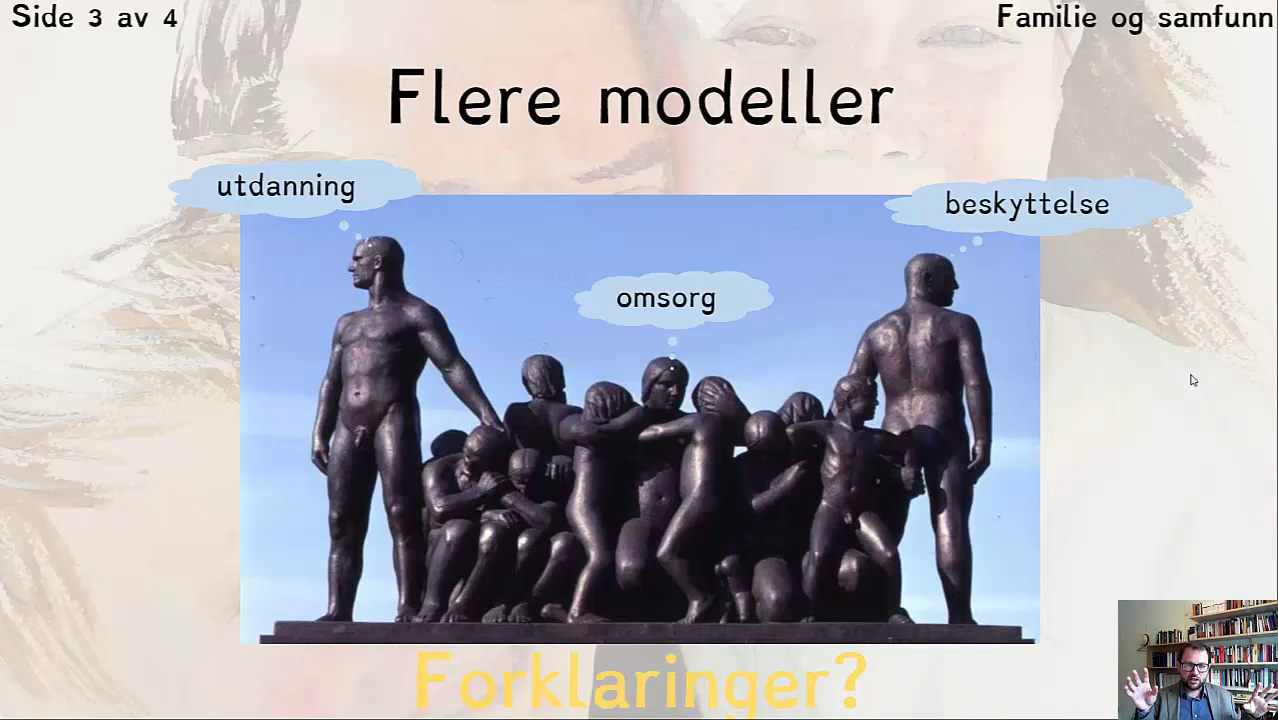 Side 3 av 4
Familie og samfunn
Flere modeller
utdanning
beskyttelse
omsorg
Forklaringer?